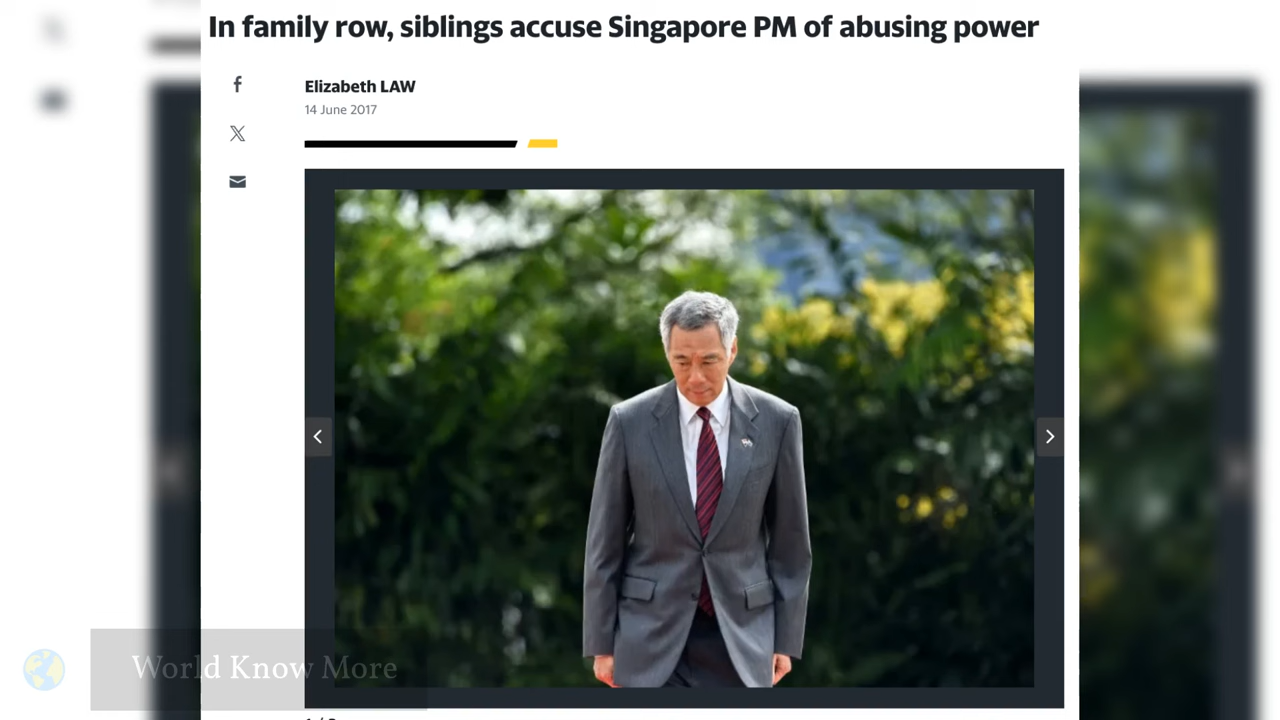 In family row, siblings accuse Singapore PM of abusing power
Elizabeth LAW
14 June 2017
World Know More